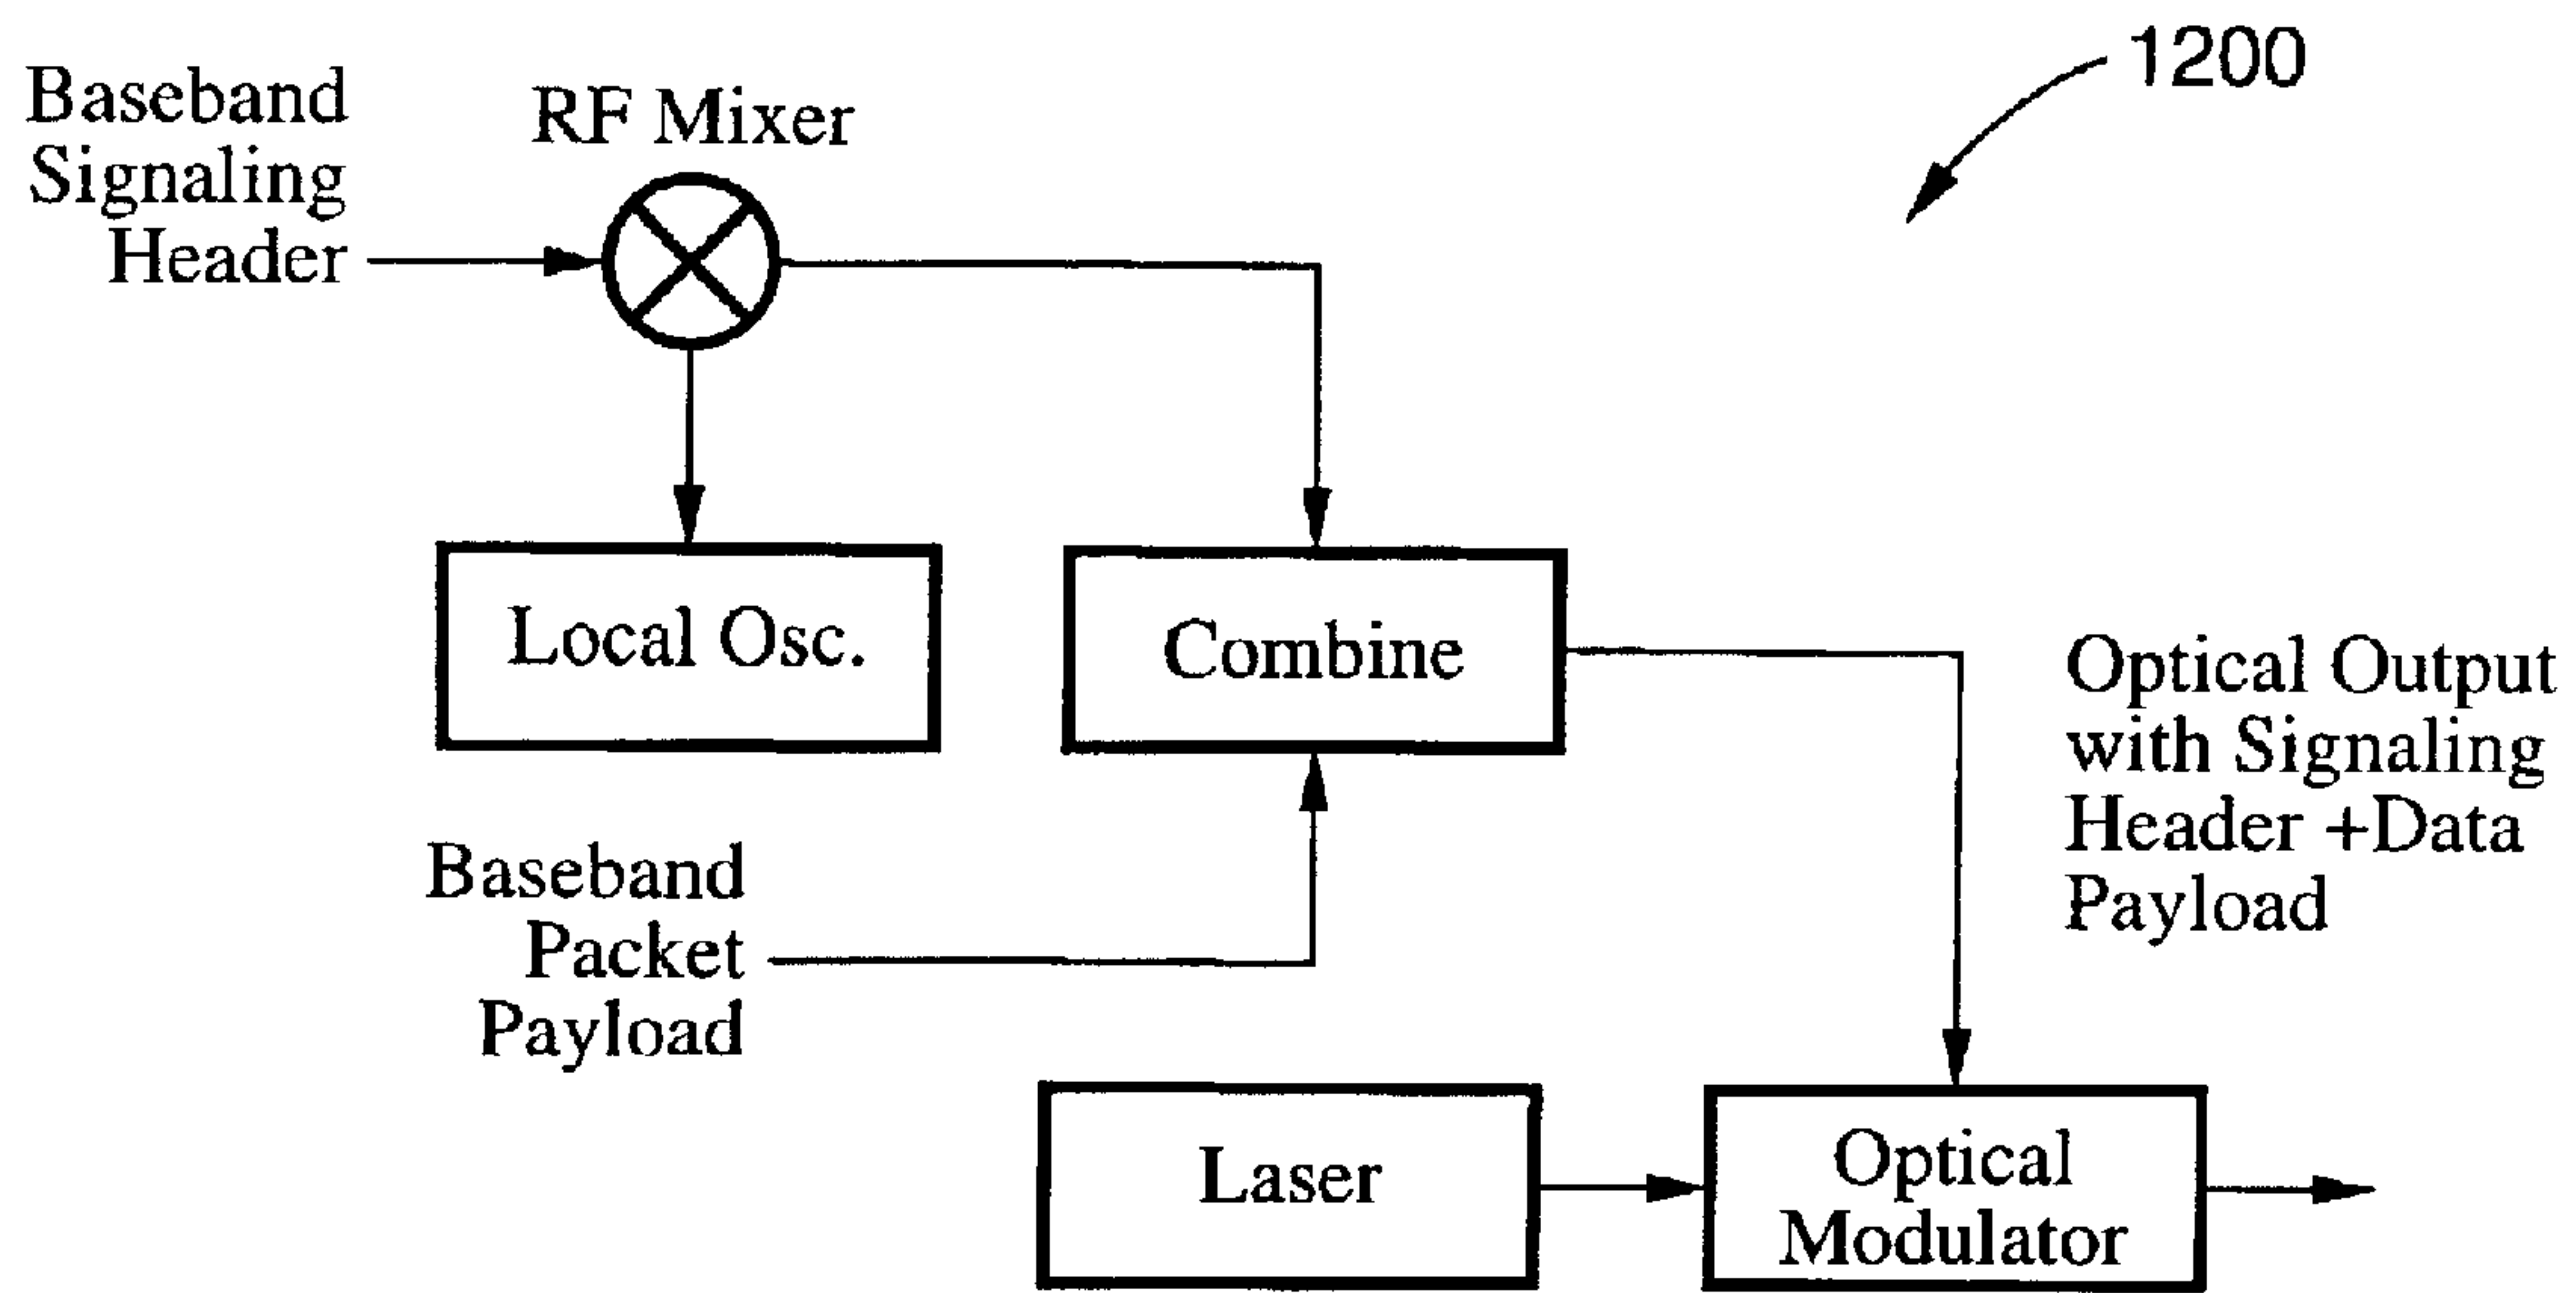 1200
Baseband
Signaling
Header
RF Mixer
Local Osc.
Combine
Optical Output
with Signaling
Header +Data
Payload
Baseband
Packet
Payload
Laser
Optical
Modulator